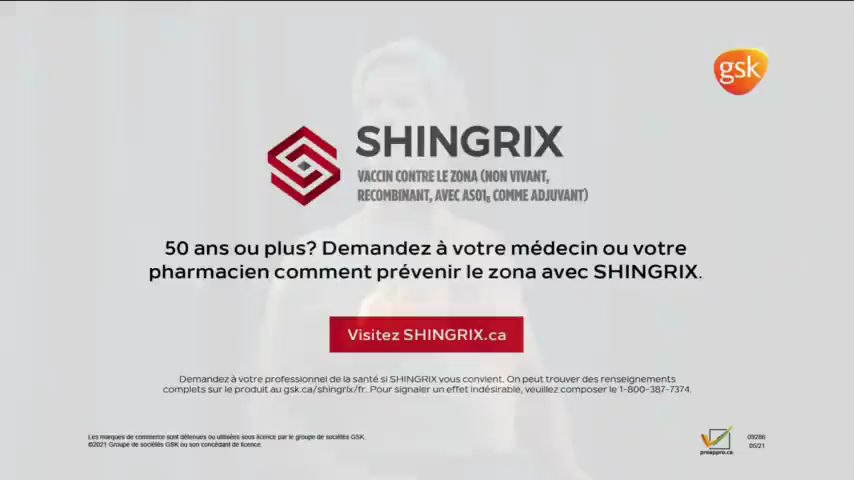 gsk
SHINGRIX
VACCIN CONTRE LE ZONA (NON VIVANT,
RECOMBINANT, AVEC AS01B COMME ADJUVANT)
50 ans ou plus? Demandez à votre médecin ou votre
pharmacien comment prévenir le zona avec SHINGRIX.
Visitez SHINGRIX.ca
Demandez à votre professionnel de la santé si SHINGRIX vous convient. On peut trouver des renseignements
complets sur le produit au gsk.ca/shingrix/fr. Pour signaler un effet indésirable, veuillez composer le 1-800-387-7374.
Les marques de commerce sont détenues ou utilisées sous licence par le groupe de sociétés GSK.
©2021 Groupe de sociétés GSK ou son concédant de licence.
preappro.ca
09286
05/21